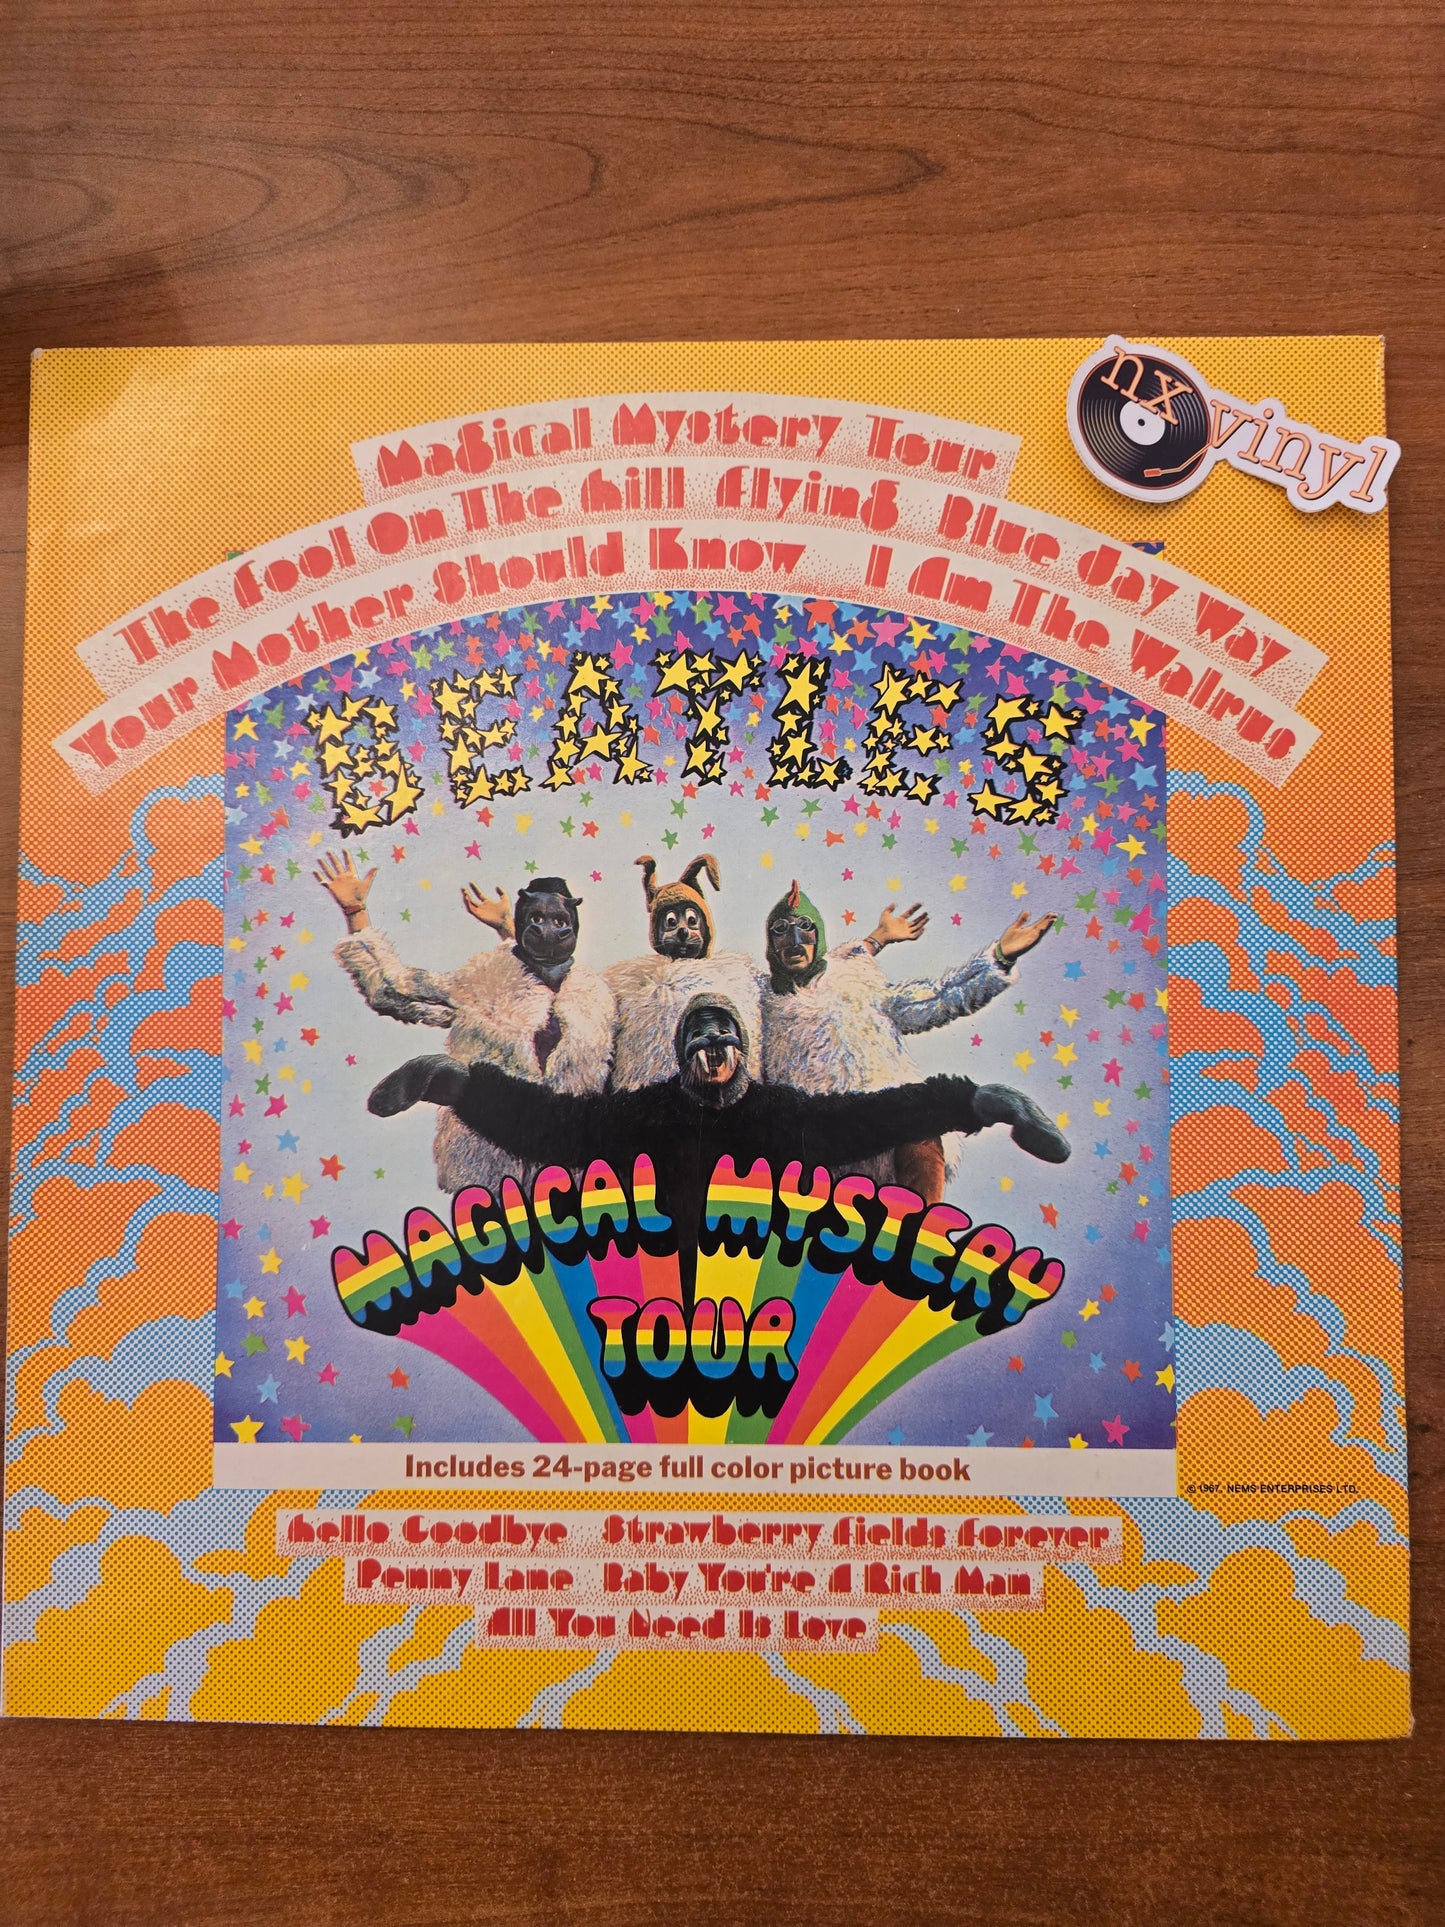 nx vinyl
Magical Mystery Tour
The Fool On The Hill Flying Blue Jay Way
Your Mother Should Know I Am The Walrus
BEATLES
MAGICAL MYSTERY
TOUR
Includes 24-page full color picture book
© 1967, NEMS ENTERPRISES LTD.
Hello Goodbye Strawberry Fields Forever
Penny Lane Baby You're A Rich Man
All You Need Is Love